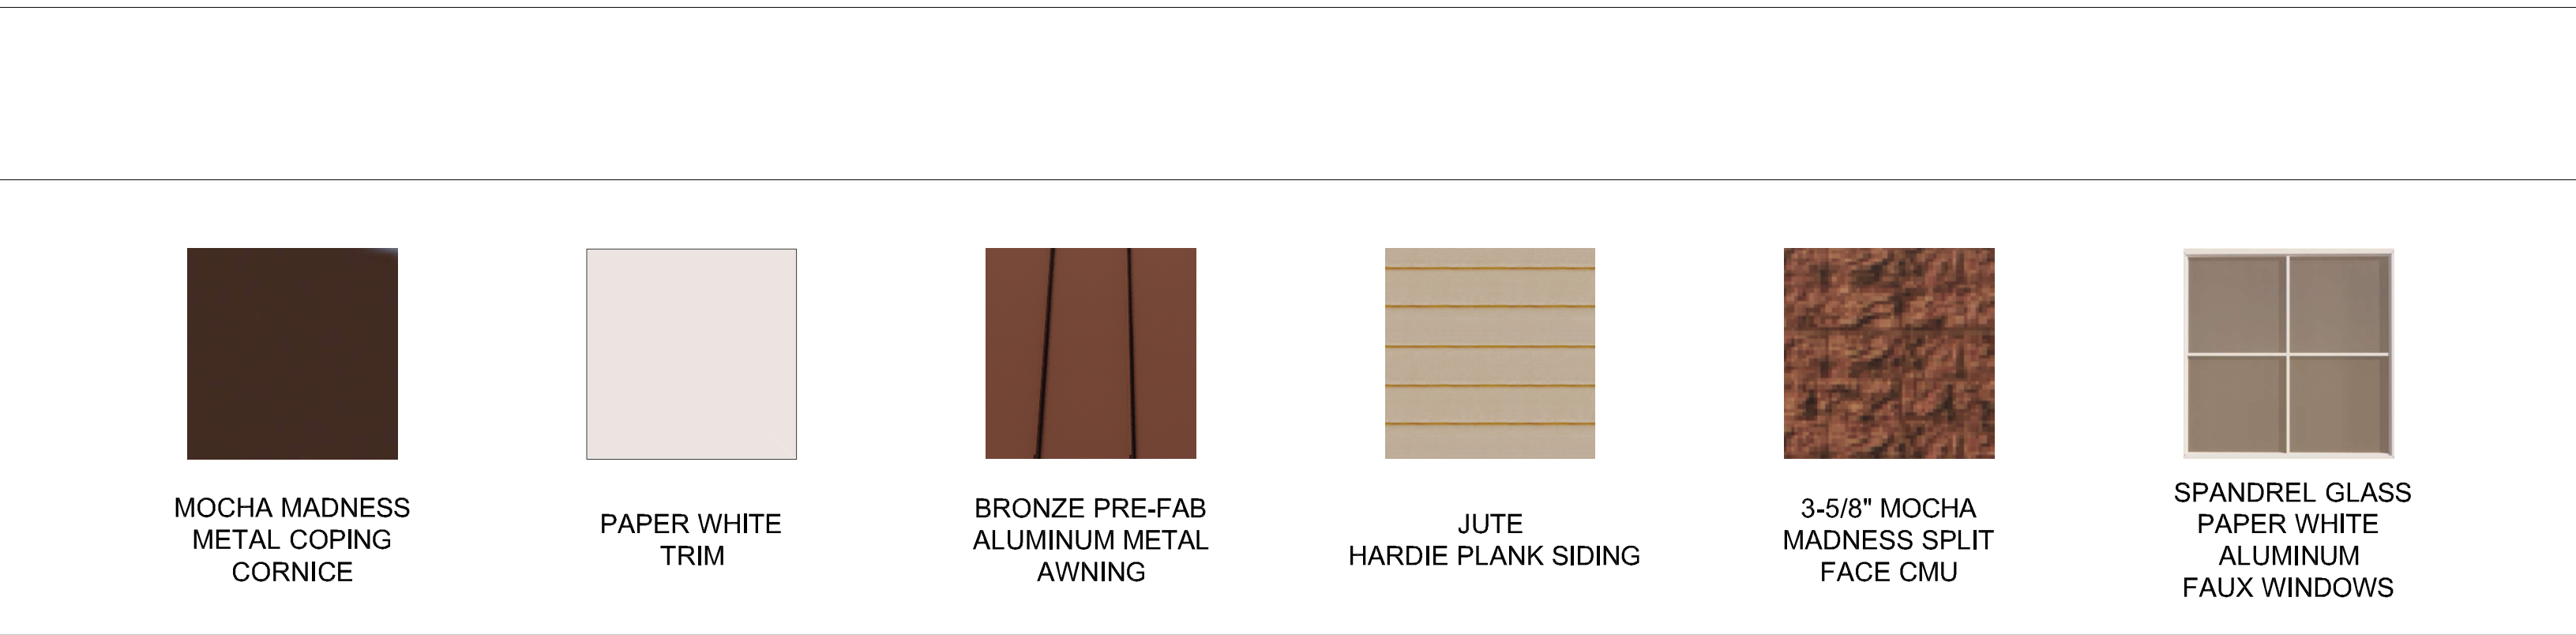 MOCHA MADNESS
METAL COPING
CORNICE
PAPER WHITE
TRIM
BRONZE PRE-FAB
ALUMINUM METAL
AWNING
JUTE
HARDIE PLANK SIDING
3-5/8" MOCHA
MADNESS SPLIT
FACE CMU
SPANDREL GLASS
PAPER WHITE
ALUMINUM
FAUX WINDOWS